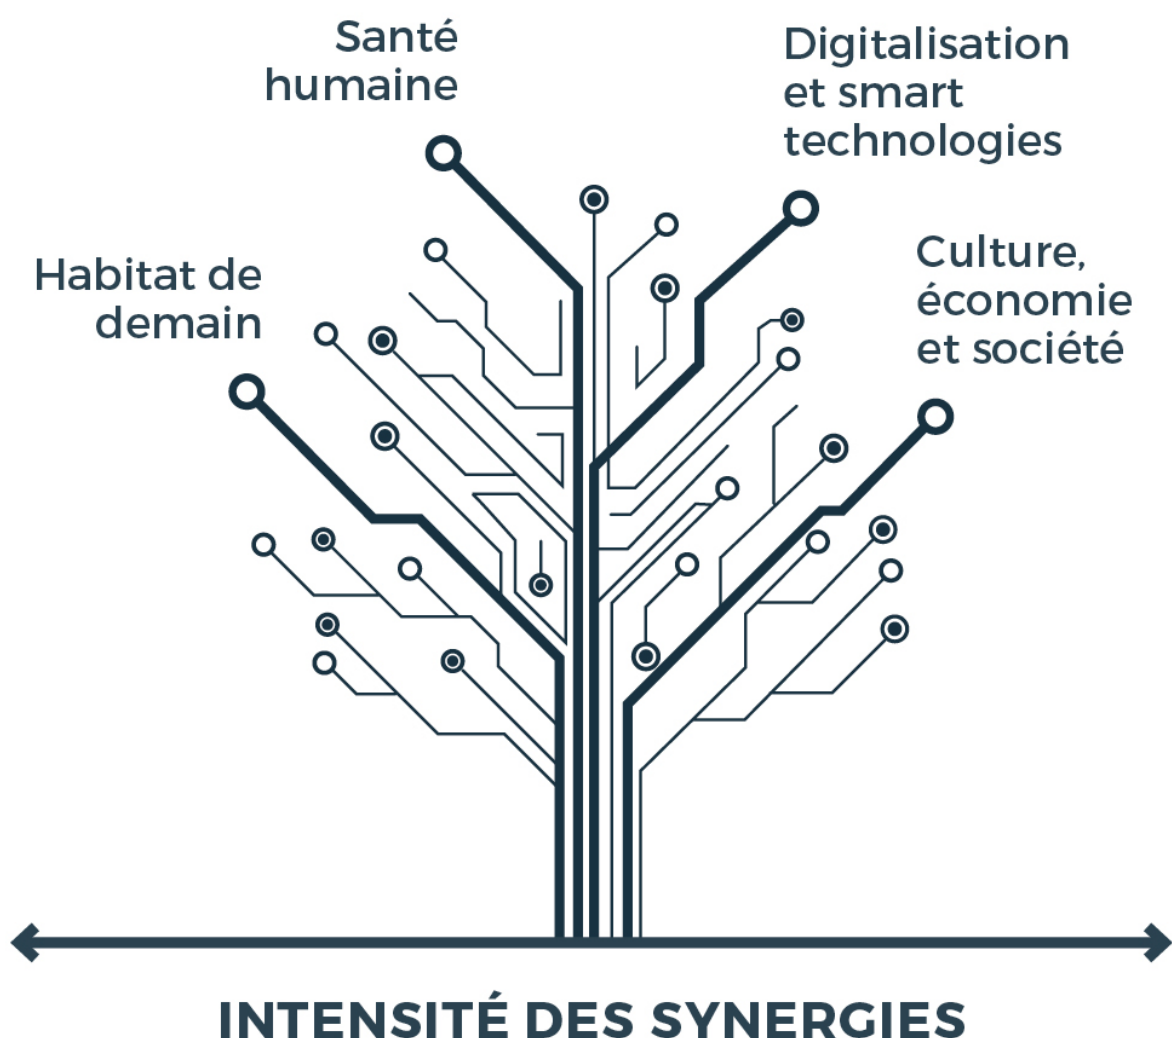 Santé
humaine
Digitalisation
et smart
technologies
Habitat de
demain
Culture,
économie
et société
INTENSITÉ DES SYNERGIES